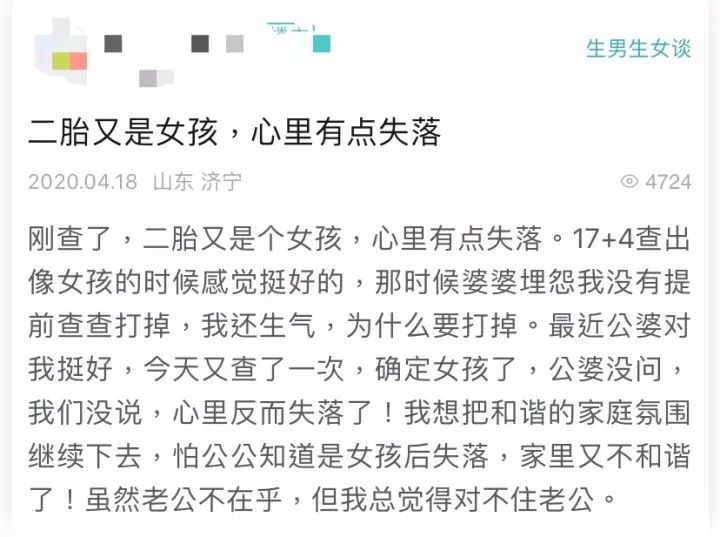 生男生女谈
二胎又是女孩，心里有点失落
2020.04.18 山东 济宁
4724
刚查了，二胎又是个女孩，心里有点失落。17+4查出
像女孩的时候感觉挺好的，那时候婆婆埋怨我没有提
前查查打掉，我还生气，为什么要打掉。最近公婆对
我挺好，今天又查了一次，确定女孩了，公婆没问，
我们没说，心里反而失落了！我想把和谐的家庭氛围
继续下去，怕公公知道是女孩后失落，家里又不和谐
了！虽然老公不在乎，但我总觉得对不住老公。